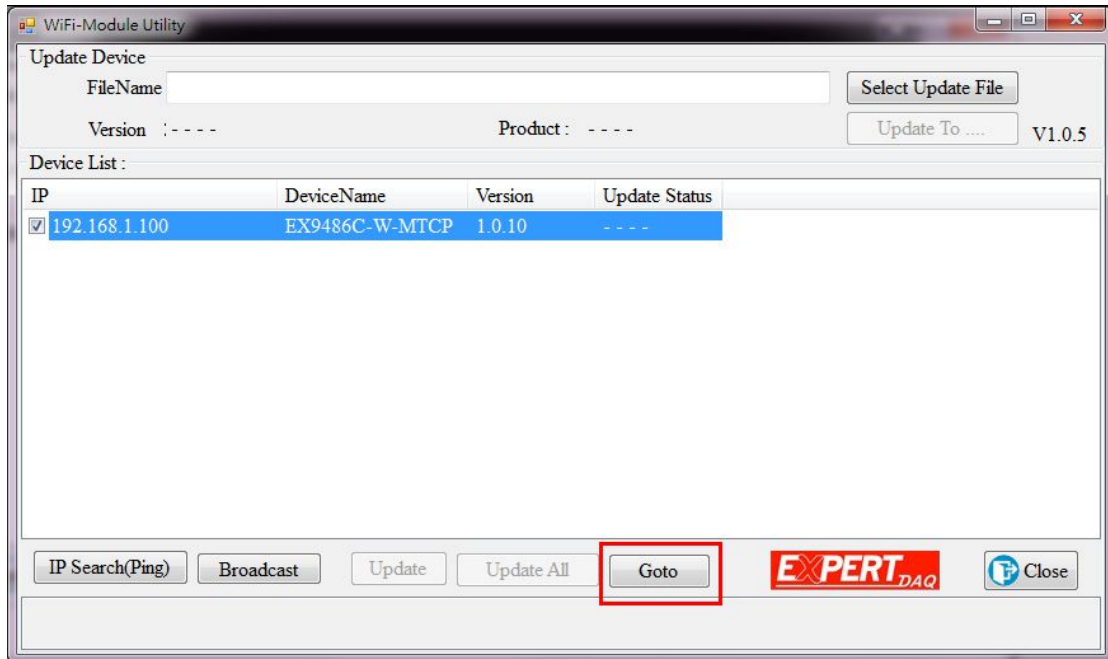 WiFi-Module Utility
Update Device
FileName
Select Update File
Version : - - - - Product : - - - - Update To .... V1.0.5
Device List :
IP DeviceName Version Update Status
192.168.1.100 EX9486C-W-MTCP 1.0.10 - - - -
IP Search(Ping) Broadcast Update Update All Goto EXPERT DAQ Close